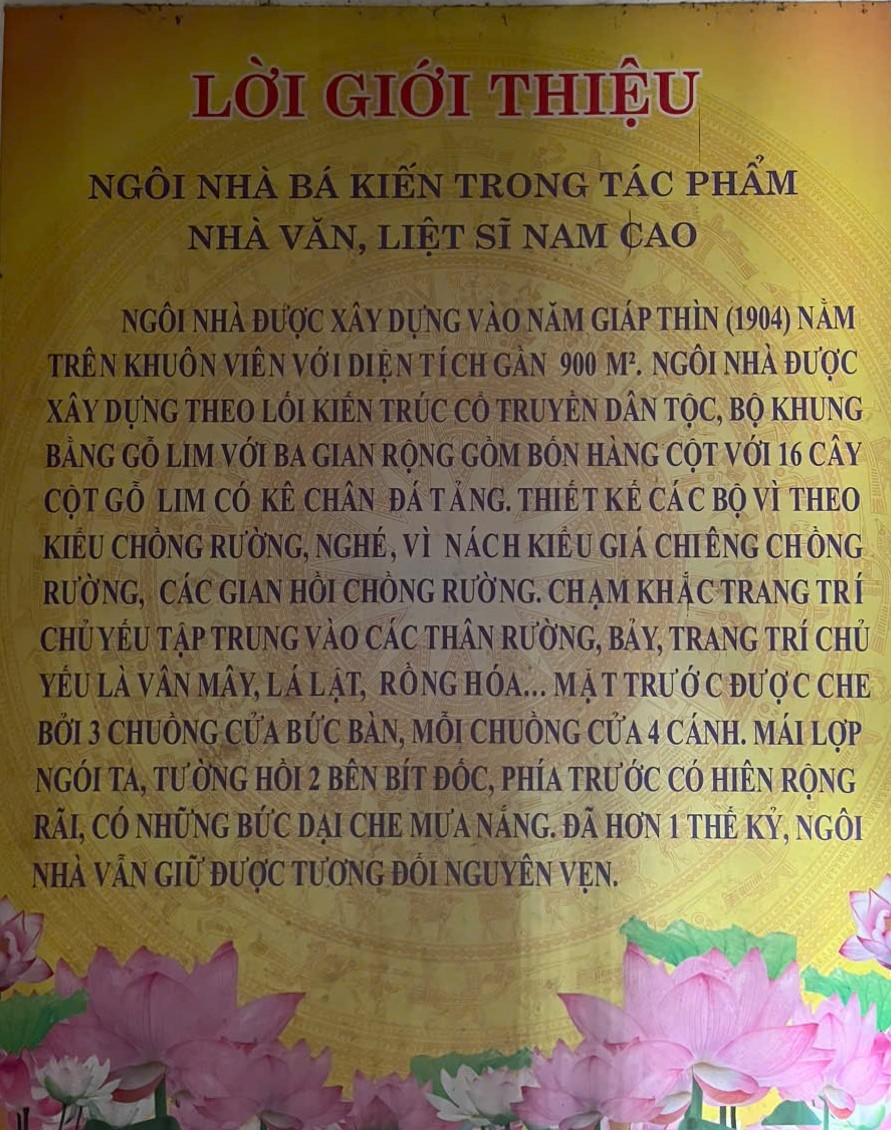 LỜI GIỚI THIỆU
NGÔI NHÀ BÁ KIẾN TRONG TÁC PHẨM
NHÀ VĂN, LIỆT SĨ NAM CAO
NGÔI NHÀ ĐƯỢC XÂY DỰNG VÀO NĂM GIÁP THÌN (1904) NẰM
TRÊN KHUÔN VIÊN VỚI DIỆN TÍCH GẦN 900 M². NGÔI NHÀ ĐƯỢC
XÂY DỰNG THEO LỐI KIẾN TRÚC CỔ TRUYỀN DÂN TỘC, BỘ KHUNG
BẰNG GỖ LIM VỚI BA GIAN RỘNG GỒM BỐN HÀNG CỘT VỚI 16 CÂY
CỘT GỖ LIM CÓ KÊ CHÂN ĐÁ TẢNG. THIẾT KẾ CÁC BỘ VÌ THEO
KIỂU CHỒNG RƯỜNG, NGHÉ, VÌ NÁCH KIỂU GIÁ CHIÊNG CHỒNG
RƯỜNG, CÁC GIAN HỒI CHỒNG RƯỜNG. CHẠM KHẮC TRANG TRÍ
CHỦ YẾU TẬP TRUNG VÀO CÁC THÂN RƯỜNG, BẢY, TRANG TRÍ CHỦ
YẾU LÀ VÂN MÂY, LÁ LẬT, RỒNG HÓA... MẶT TRƯỚC ĐƯỢC CHE
BỞI 3 CHUỒNG CỬA BỨC BÀN, MỖI CHUỒNG CỬA 4 CÁNH. MÁI LỢP
NGÓI TA, TƯỜNG HỒI 2 BÊN BÍT ĐỐC, PHÍA TRƯỚC CÓ HIÊN RỘNG
RÃI, CÓ NHỮNG BỨC DẠI CHE MƯA NẮNG. ĐÃ HƠN 1 THẾ KỶ, NGÔI
NHÀ VẪN GIỮ ĐƯỢC TƯƠNG ĐỐI NGUYÊN VẸN.